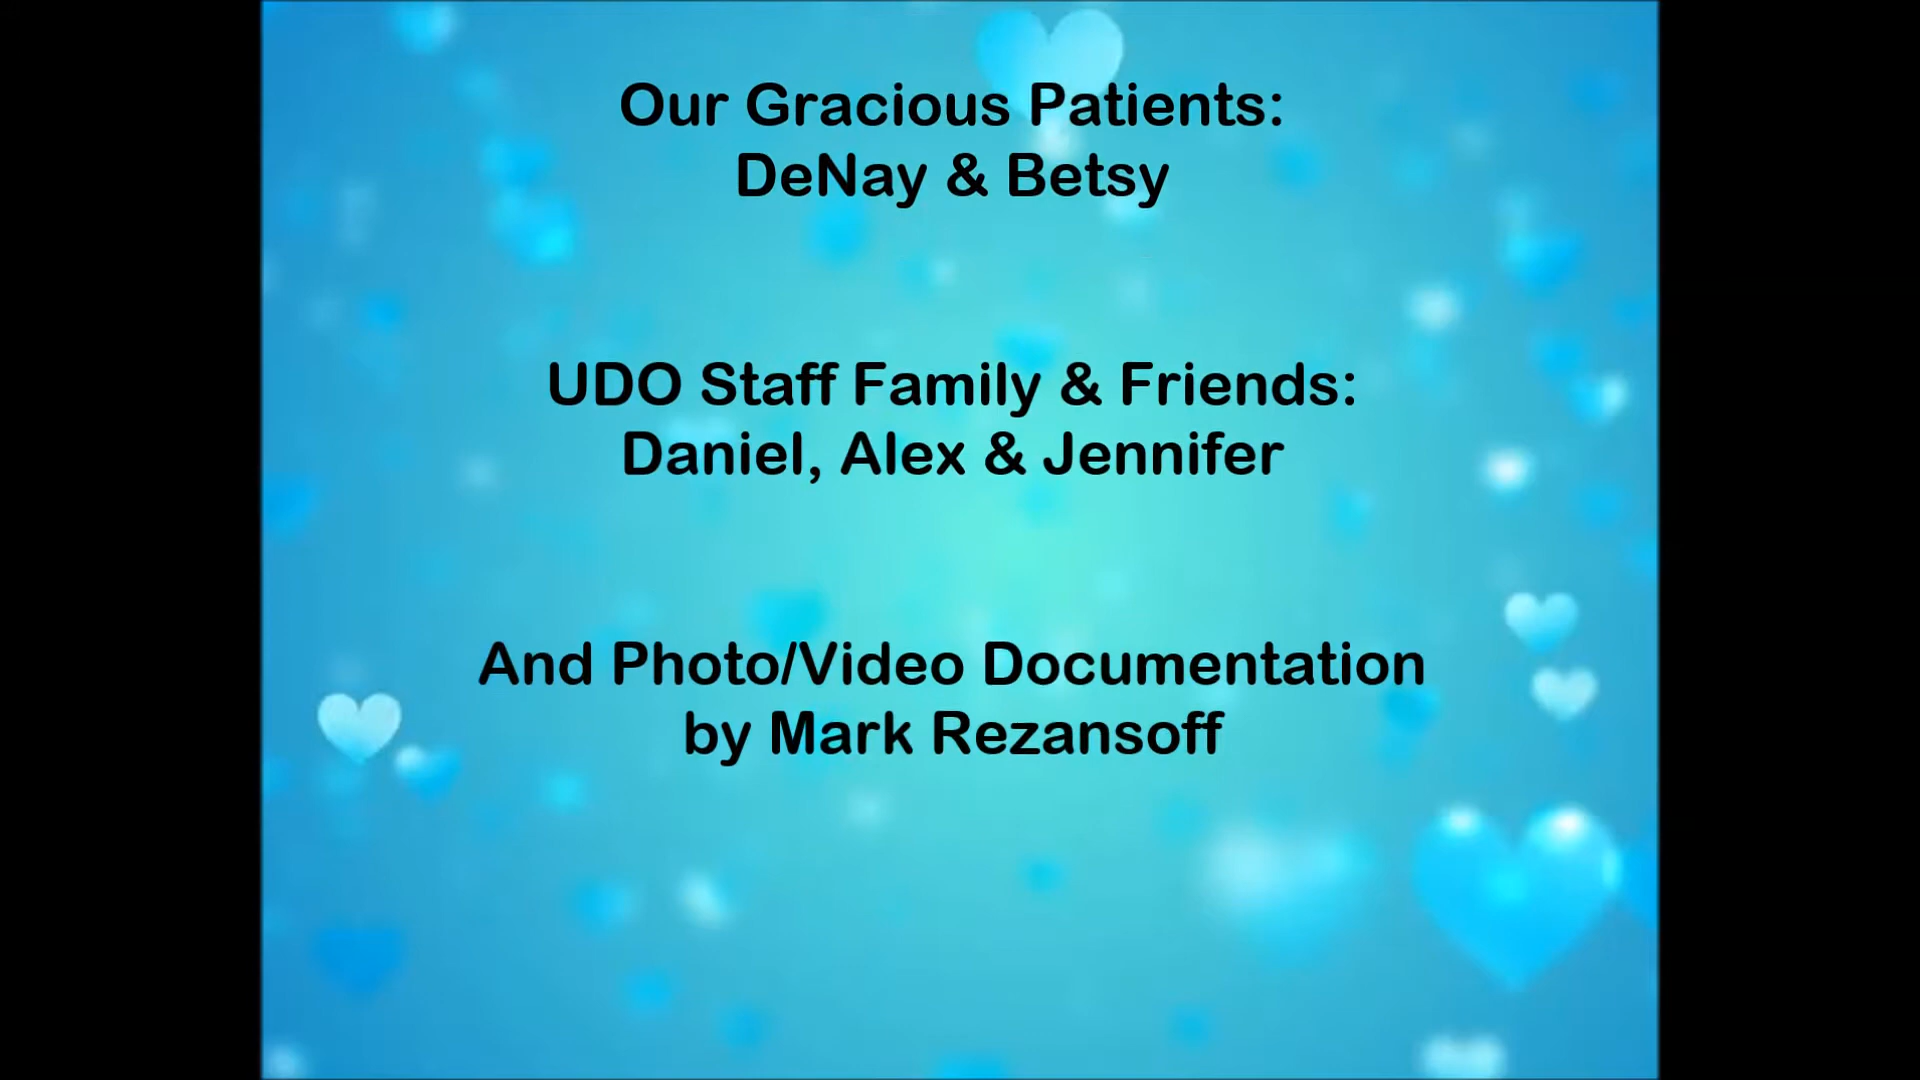 Our Gracious Patients:
DeNay & Betsy
UDO Staff Family & Friends:
Daniel, Alex & Jennifer
And Photo/Video Documentation
by Mark Rezansoff